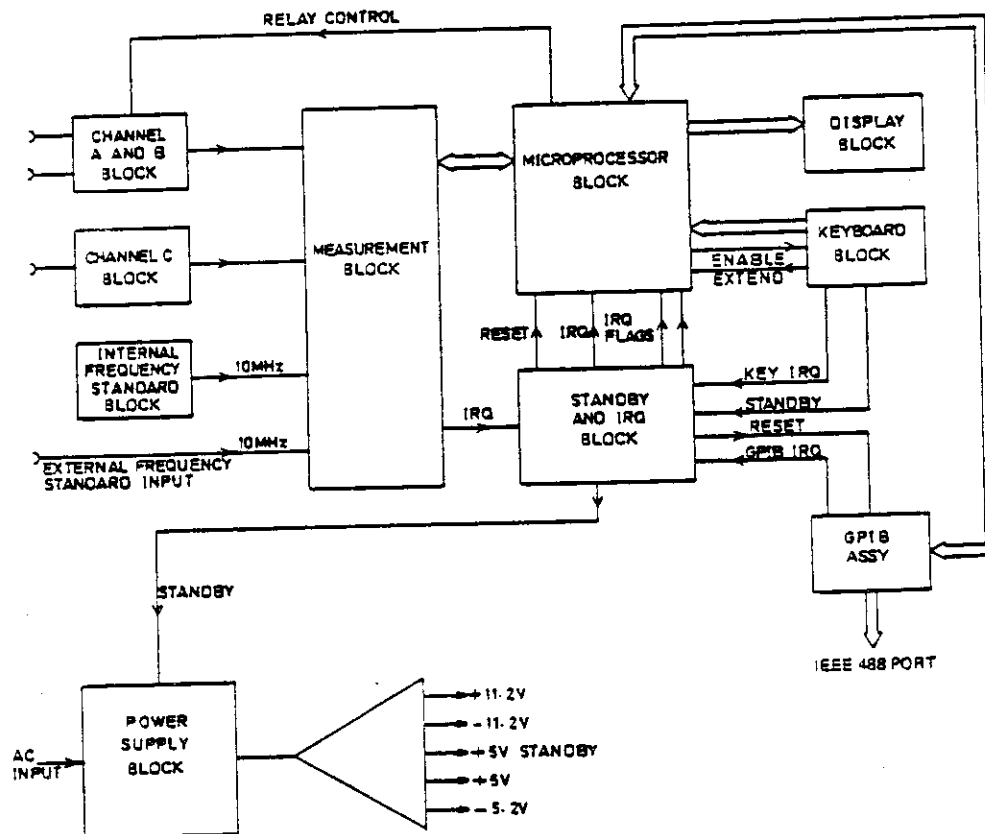 RELAY CONTROL
CHANNEL
A AND B
BLOCK
CHANNEL C
BLOCK
INTERNAL
FREQUENCY
STANDARD
BLOCK
10MHz
10MHz
EXTERNAL FREQUENCY
STANDARD INPUT
MEASUREMENT
BLOCK
IRQ
MICROPROCESSOR
BLOCK
DISPLAY
BLOCK
KEYBOARD
BLOCK
ENABLE
EXTEND
RESET
IRQ
IRQ
FLAGS
STANDBY
AND IRQ
BLOCK
KEY IRQ
STANDBY
RESET
GPIB IRQ
GPIB
ASSY
IEEE 488 PORT
STANDBY
POWER
SUPPLY
BLOCK
AC
INPUT
+11.2V
-11.2V
+5V STANDBY
+5V
-5.2V